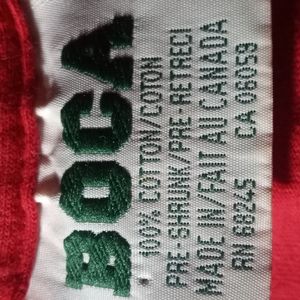 BOCA
100% COTTON/COTON
PRE-SHRUNK/PRE-RETRECI
MADE IN/FAIT AU CANADA
RN 68245 CA 06059